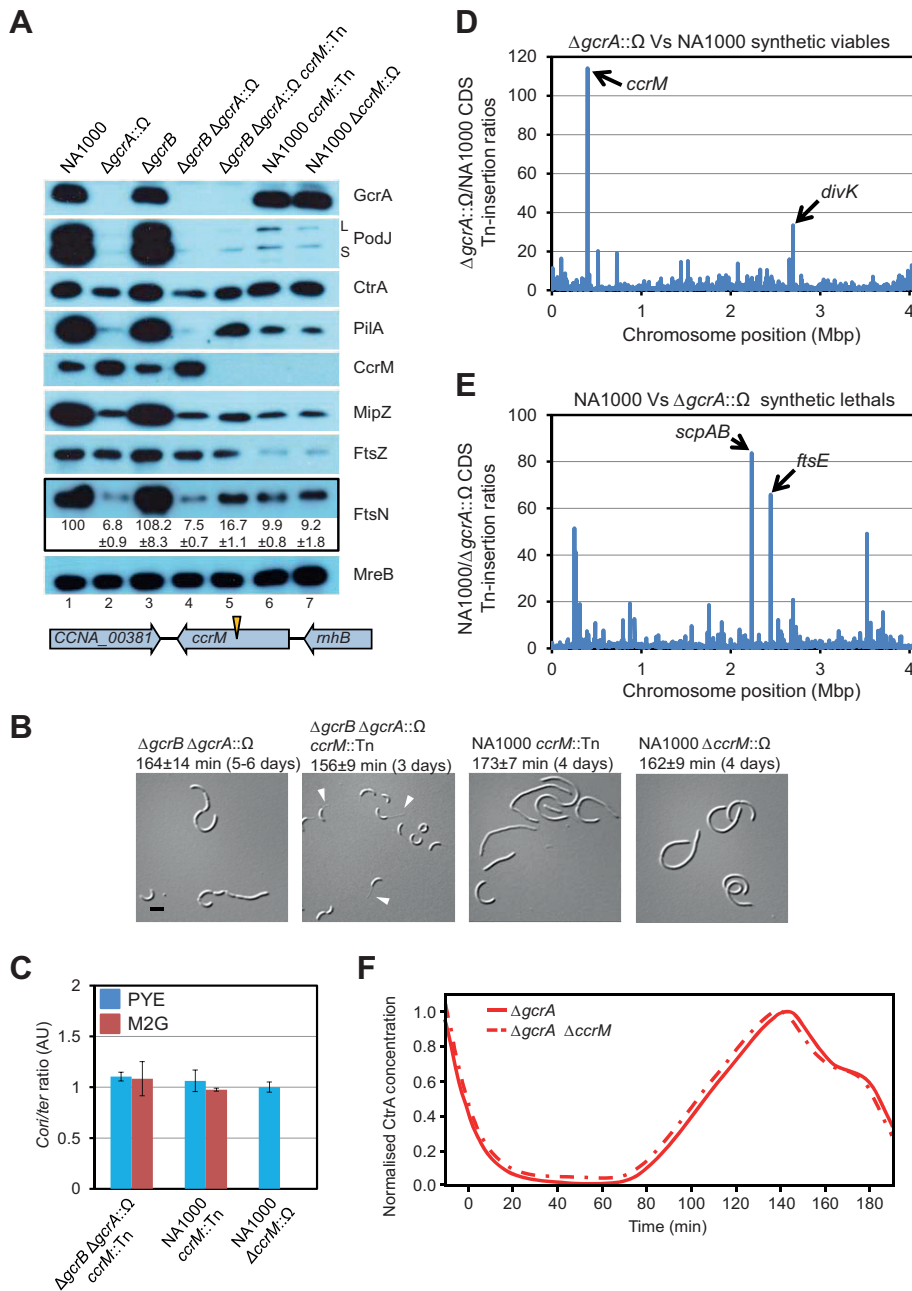 A
NA1000
ΔgcrA::Ω
ΔgcrB
ΔgcrB ΔgcrA::Ω
ΔgcrB ΔgcrA::Ω ccrM::Tn
NA1000 ccrM::Tn
NA1000 ΔccrM::Ω
GcrA
L
PodJ
S
CtrA
PilA
CcrM
MipZ
FtsZ
FtsN
100 6.8 108.2 7.5 16.7 9.9 9.2
±0.9 ±8.3 ±0.7 ±1.1 ±0.8 ±1.8
MreB
1 2 3 4 5 6 7
CCNA_00381 ccrM rnhB
D
ΔgcrA::Ω Vs NA1000 synthetic viables
ΔgcrA::Ω/NA1000 CDS
Tn-insertion ratios
120
100
80
60
40
20
0
ccrM
divK
0 1 2 3 4
Chromosome position (Mbp)
E
NA1000 Vs ΔgcrA::Ω synthetic lethals
NA1000/ΔgcrA::Ω CDS
Tn-insertion ratios
100
80
60
40
20
0
scpAB
ftsE
0 1 2 3 4
Chromosome position (Mbp)
B
ΔgcrB ΔgcrA::Ω
164±14 min (5-6 days)
ΔgcrB ΔgcrA::Ω
ccrM::Tn
156±9 min (3 days)
NA1000 ccrM::Tn
173±7 min (4 days)
NA1000 ΔccrM::Ω
162±9 min (4 days)
C
Cori/ter ratio (AU)
2
1.5
1
0.5
0
PYE
M2G
ΔgcrB ΔgcrA::Ω
ccrM::Tn
NA1000
ccrM::Tn
NA1000
ΔccrM::Ω
F
Normalised CtrA concentration
1.0
0.8
0.6
0.4
0.2
0.0
ΔgcrA
ΔgcrA ΔccrM
0 20 40 60 80 100 120 140 160 180
Time (min)